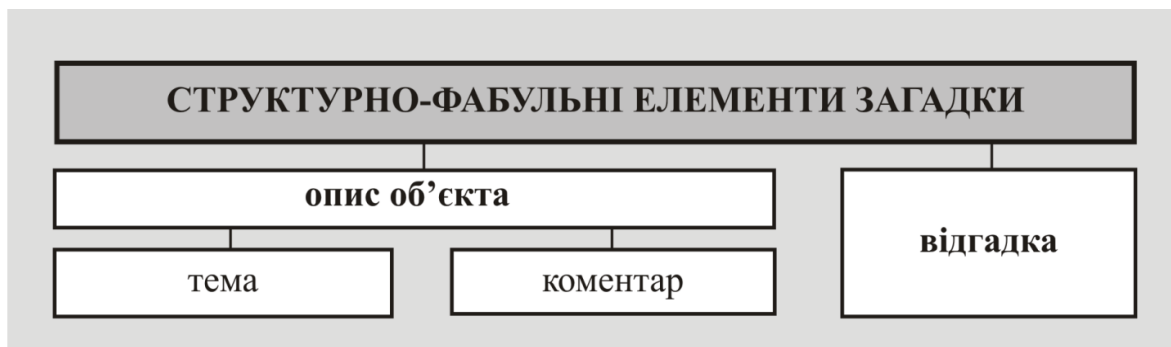 СТРУКТУРНО-ФАБУЛЬНІ ЕЛЕМЕНТИ ЗАГАДКИ
опис об’єкта
відгадка
тема
коментар